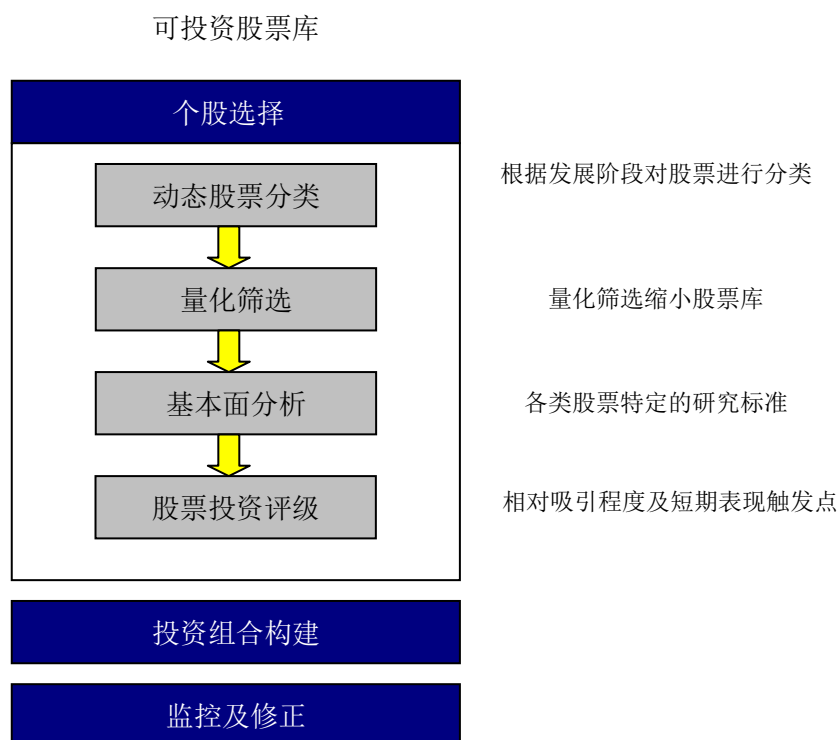 可投资股票库
个股选择
动态股票分类
根据发展阶段对股票进行分类
量化筛选
量化筛选缩小股票库
基本面分析
各类股票特定的研究标准
股票投资评级
相对吸引程度及短期表现触发点
投资组合构建
监控及修正